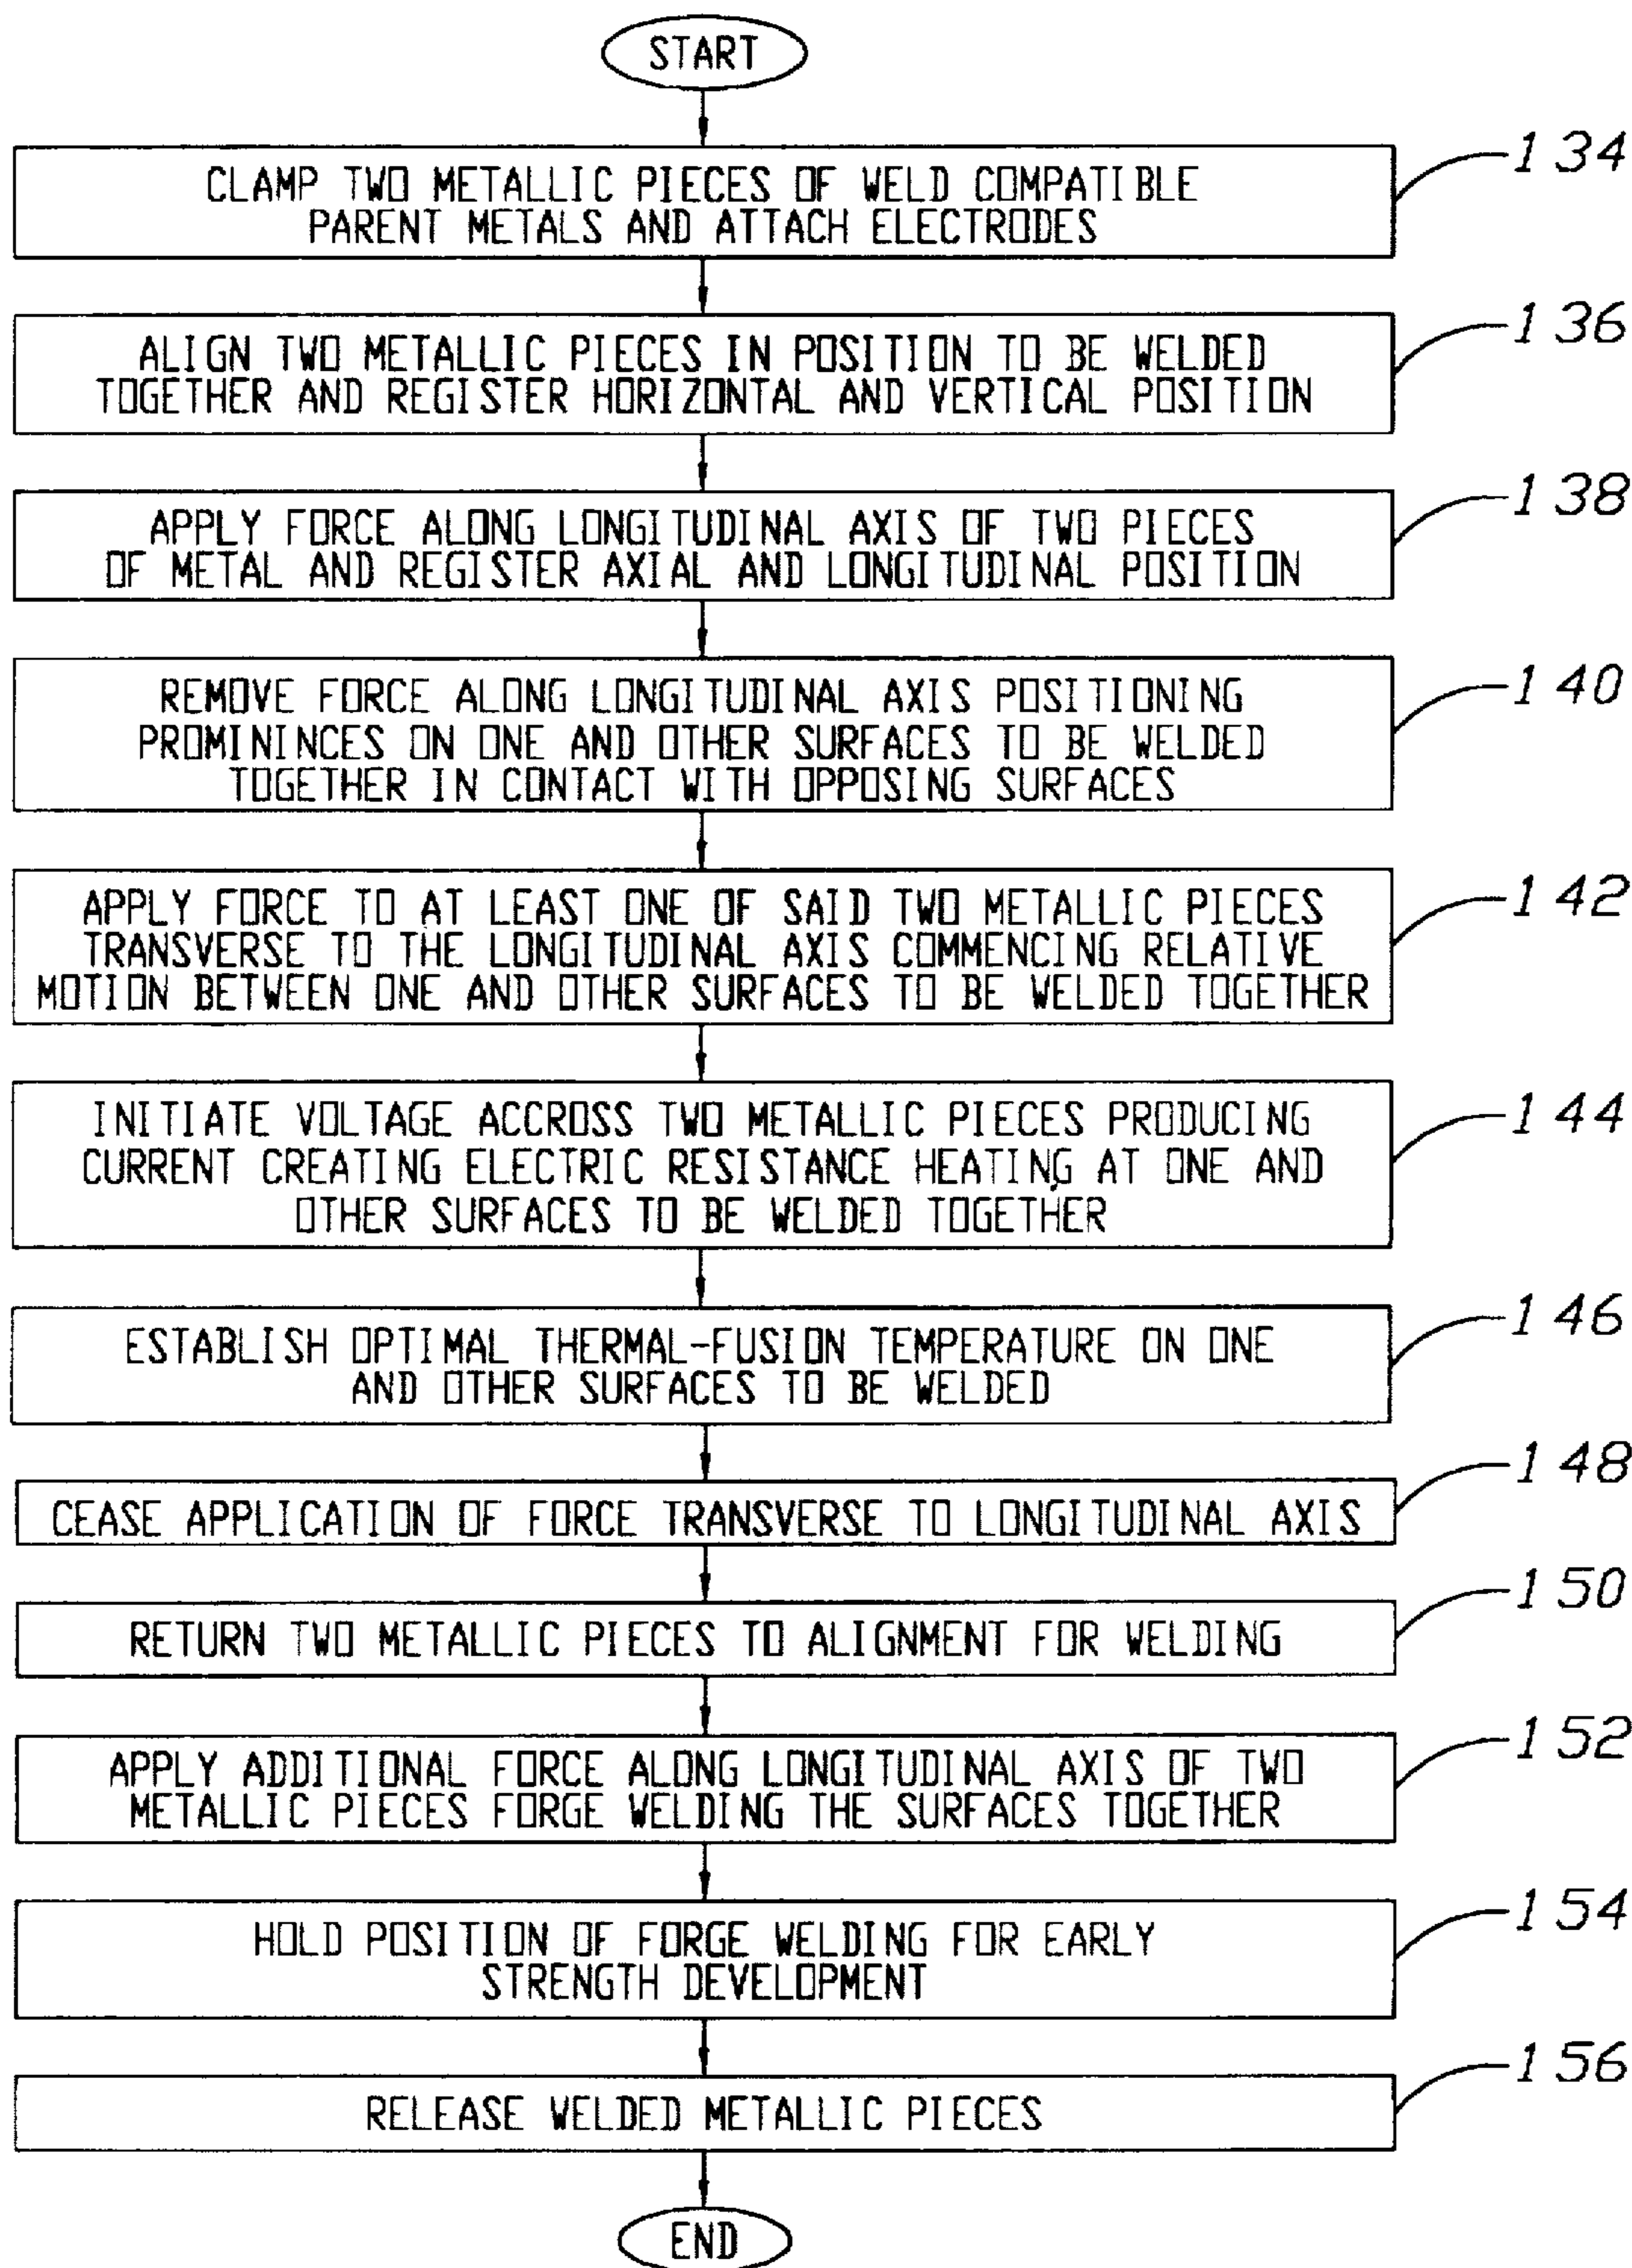 START
134
CLAMP TWO METALLIC PIECES OF WELD COMPATIBLE
PARENT METALS AND ATTACH ELECTRODES
136
ALIGN TWO METALLIC PIECES IN POSITION TO BE WELDED
TOGETHER AND REGISTER HORIZONTAL AND VERTICAL POSITION
138
APPLY FORCE ALONG LONGITUDINAL AXIS OF TWO PIECES
OF METAL AND REGISTER AXIAL AND LONGITUDINAL POSITION
140
REMOVE FORCE ALONG LONGITUDINAL AXIS POSITIONING
PROMININCES ON ONE AND OTHER SURFACES TO BE WELDED
TOGETHER IN CONTACT WITH OPPOSING SURFACES
142
APPLY FORCE TO AT LEAST ONE OF SAID TWO METALLIC PIECES
TRANSVERSE TO THE LONGITUDINAL AXIS COMMENCING RELATIVE
MOTION BETWEEN ONE AND OTHER SURFACES TO BE WELDED TOGETHER
144
INITIATE VOLTAGE ACCROSS TWO METALLIC PIECES PRODUCING
CURRENT CREATING ELECTRIC RESISTANCE HEATING AT ONE AND
OTHER SURFACES TO BE WELDED TOGETHER
146
ESTABLISH OPTIMAL THERMAL-FUSION TEMPERATURE ON ONE
AND OTHER SURFACES TO BE WELDED
148
CEASE APPLICATION OF FORCE TRANSVERSE TO LONGITUDINAL AXIS
150
RETURN TWO METALLIC PIECES TO ALIGNMENT FOR WELDING
152
APPLY ADDITIONAL FORCE ALONG LONGITUDINAL AXIS OF TWO
METALLIC PIECES FORGE WELDING THE SURFACES TOGETHER
154
HOLD POSITION OF FORGE WELDING FOR EARLY
STRENGTH DEVELOPMENT
156
RELEASE WELDED METALLIC PIECES
END